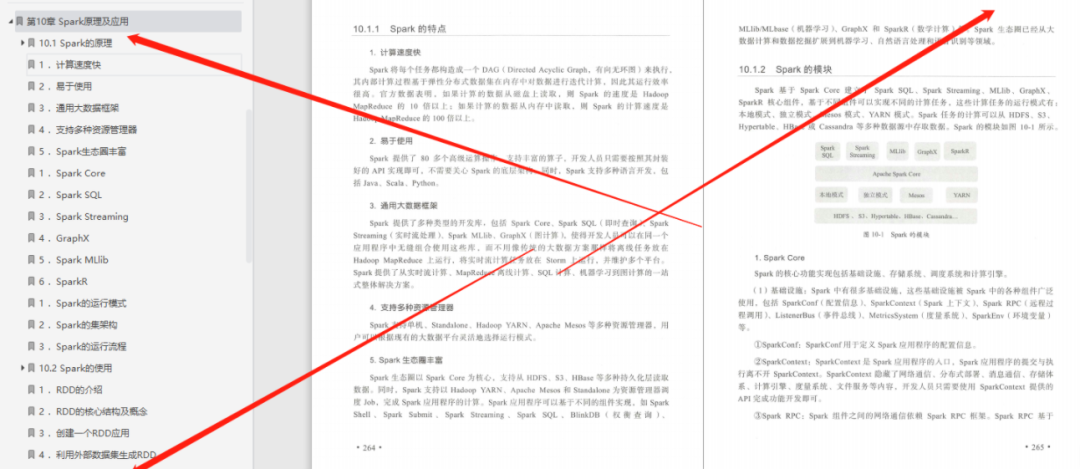 第10章 Spark原理及应用
10.1 Spark的原理
1．计算速度快
2．易于使用
3．通用大数据框架
4．支持多种资源管理器
5．Spark生态圈丰富
1．Spark Core
2．Spark SQL
3．Spark Streaming
4．GraphX
5．Spark MLlib
6．SparkR
1．Spark的运行模式
2．Spark的集架构
3．Spark的运行流程
10.2 Spark的使用
1．RDD的介绍
2．RDD的核心结构及概念
3．创建一个RDD应用
4．利用外部数据集生成RDD
10.1.1 Spark 的特点
1. 计算速度快
Spark 将每个任务都构造成一个 DAG（Directed Acyclic Graph，有向无环图）来执行，
其内部计算过程基于弹性分布式数据集在内存中对数据进行迭代计算，因此其运行效率
很高。官方数据表明，如果计算的数据从磁盘上读取，则 Spark 的速度是 Hadoop
MapReduce 的 10 倍以上；如果计算的数据从内存中读取，则 Spark 的计算速度是
Hadoop MapReduce 的 100 倍以上。
2. 易于使用
Spark 提供了 80 多个高级运算，支持丰富的算子，开发人员只需要按照其封装
好的 API 实现即可，不需要关心 Spark 的底层架构。同时，Spark 支持多种语言开发，包
括 Java、Scala、Python。
3. 通用大数据框架
Spark 提供了多种类型的开发库，包括 Spark Core、Spark SQL（即时查询）、Spark
Streaming（实时流处理）、Spark MLlib、GraphX（图计算），使得开发人员可以在同一个
应用程序中无缝组合使用这些库，而不用像传统的大数据方案那样将离线任务放在
Hadoop MapReduce 上运行，将实时流计算任务放在 Storm 上运行，并维护多个平台。
Spark 提供了从实时流计算、MapReduce 离线计算、SQL 计算、机器学习到图计算的一站
式整体解决方案。
4. 支持多种资源管理器
Spark 支持单机、Standalone、Hadoop YARN、Apache Mesos 等多种资源管理器，用
户可以根据现有的大数据平台灵活地选择运行模式。
5. Spark 生态圈丰富
Spark 生态圈以 Spark Core 为核心，支持从 HDFS、S3、HBase 等多种持久化层读取
数据。同时，Spark 支持以 Hadoop YARN、Apache Mesos 和 Standalone 为资源管理器调
度 Job，完成 Spark 应用程序的计算。Spark 应用程序可以基于不同的组件实现，如 Spark
Shell、Spark Submit、Spark Streaming、Spark SQL、BlinkDB（权衡查询）、
• 264 •
MLlib/MLbase（机器学习）、GraphX 和 SparkR（数学计算）等。Spark 生态圈已经从大
数据计算和数据挖掘扩展到机器学习、自然语言处理和语音识别等领域。
10.1.2 Spark 的模块
Spark 基于 Spark Core 建立了 Spark SQL、Spark Streaming、MLlib、GraphX、
SparkR 核心组件，基于不同组件可以实现不同的计算任务，这些计算任务的运行模式有：
本地模式、独立模式、Mesos 模式、YARN 模式。Spark 任务的计算可以从 HDFS、S3、
Hypertable、HBase 或 Cassandra 等多种数据源中存取数据。Spark 的模块如图 10-1 所示。
Spark SQL Spark Streaming MLlib GraphX SparkR
Apache Spark Core
本地模式 独立模式 Mesos YARN
HDFS、S3、Hypertable、HBase、Cassandra…
图 10-1 Spark 的模块
1. Spark Core
Spark 的核心功能实现包括基础设施、存储系统、调度系统和计算引擎。
（1）基础设施：Spark 中有很多基础设施，这些基础设施被 Spark 中的各种组件广泛
使用，包括 SparkConf（配置信息）、SparkContext（Spark 上下文）、Spark RPC（远程过
程调用）、ListenerBus（事件总线）、MetricsSystem（度量系统）、SparkEnv（环境变量）
等。
①SparkConf：SparkConf 用于定义 Spark 应用程序的配置信息。
②SparkContext：SparkContext 是 Spark 应用程序的入口，Spark 应用程序的提交与执
行离不开 SparkContext。SparkContext 隐藏了网络通信、分布式部署、消息通信、存储体
系、计算引擎、度量系统、文件服务等内容，开发人员只需要使用 SparkContext 提供的
API 完成功能开发即可。
③Spark RPC：Spark 组件之间的网络通信依赖 Spark RPC 框架。Spark RPC 基于
• 265 •